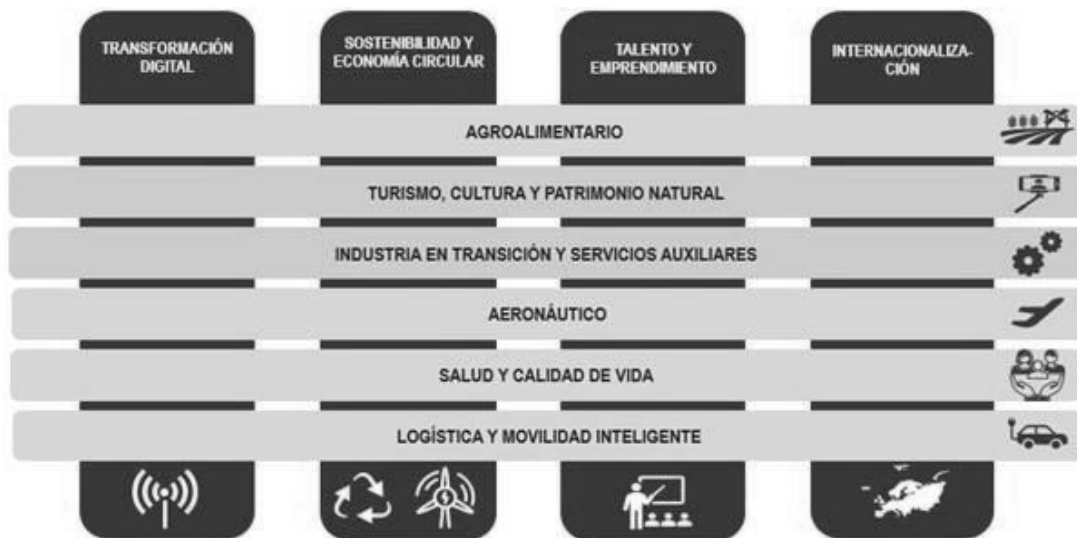 TRANSFORMACIÓN
DIGITAL
SOSTENIBILIDAD Y
ECONOMÍA CIRCULAR
TALENTO Y
EMPRENDIMIENTO
INTERNACIONALIZA-
CIÓN
AGROALIMENTARIO
TURISMO, CULTURA Y PATRIMONIO NATURAL
INDUSTRIA EN TRANSICIÓN Y SERVICIOS AUXILIARES
AERONÁUTICO
SALUD Y CALIDAD DE VIDA
LOGÍSTICA Y MOVILIDAD INTELIGENTE